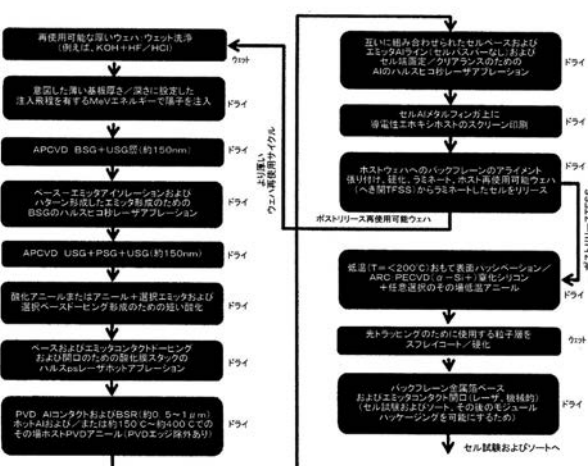 再使用可能な厚いウェハ:ウェット洗浄
(例えば、KOH+HF/HCl)
ウェット
意図した薄い基板厚さ/深さに設定した
注入飛程を有するMeVエネルギーで陽子を注入
ドライ
APCVD BSG+USG層(約150nm)
ドライ
ベース-エミッタアイソレーションおよび
パターン形成したエミッタ形成のための
BSGのパルスピコ秒レーザアブレーション
ドライ
APCVD USG+PSG+USG(約150nm)
ドライ
酸化アニールまたはアニール+選択エミッタおよび
選択ベースドーピング形成のための短い酸化
ドライ
ベースおよびエミッタコンタクトドーピング
および開口のための酸化膜スタックの
パルスpsレーザホットアブレーション
ドライ
PVD Alコンタクトおよび BSR(約0.5~1μm)
ホットAlおよび/または約150℃~約400℃での
その場ポストPVDアニール(PVDエッジ除外あり)
ドライ
より厚い
ウェハ再使用サイクル
互いに組み合わせられたセルベースおよび
エミッタAlライン(セルバスバーなし)および
セル端画定/クリアランスのための
Alのパルスピコ秒レーザアブレーション
ドライ
セルAlメタルフィンガ上に
導電性エポキシポストのスクリーン印刷
ドライ
ホストウェハへのバックプレーンのアライメント
張り付け、硬化、ラミネート、ホスト再使用可能ウェハ
(へき開TFSS)からラミネートしたセルをリリース
ドライ
ポストリリース再使用可能ウェハ
低温(T=<200℃)おもて表面パッシベーション/
ARC PECVD(α-Si+)窒化シリコン
+任意選択のその場低温アニール
ドライ
光トラッピングのために使用する粒子層を
スプレイコート/硬化
ウェット
バックプレーン金属箔ベース
およびエミッタコンタクト開口(レーザ、機械的)
(セル試験およびソート、その後のモジュール
パッケージングを可能にするため)
ドライ
セル試験およびソートへ